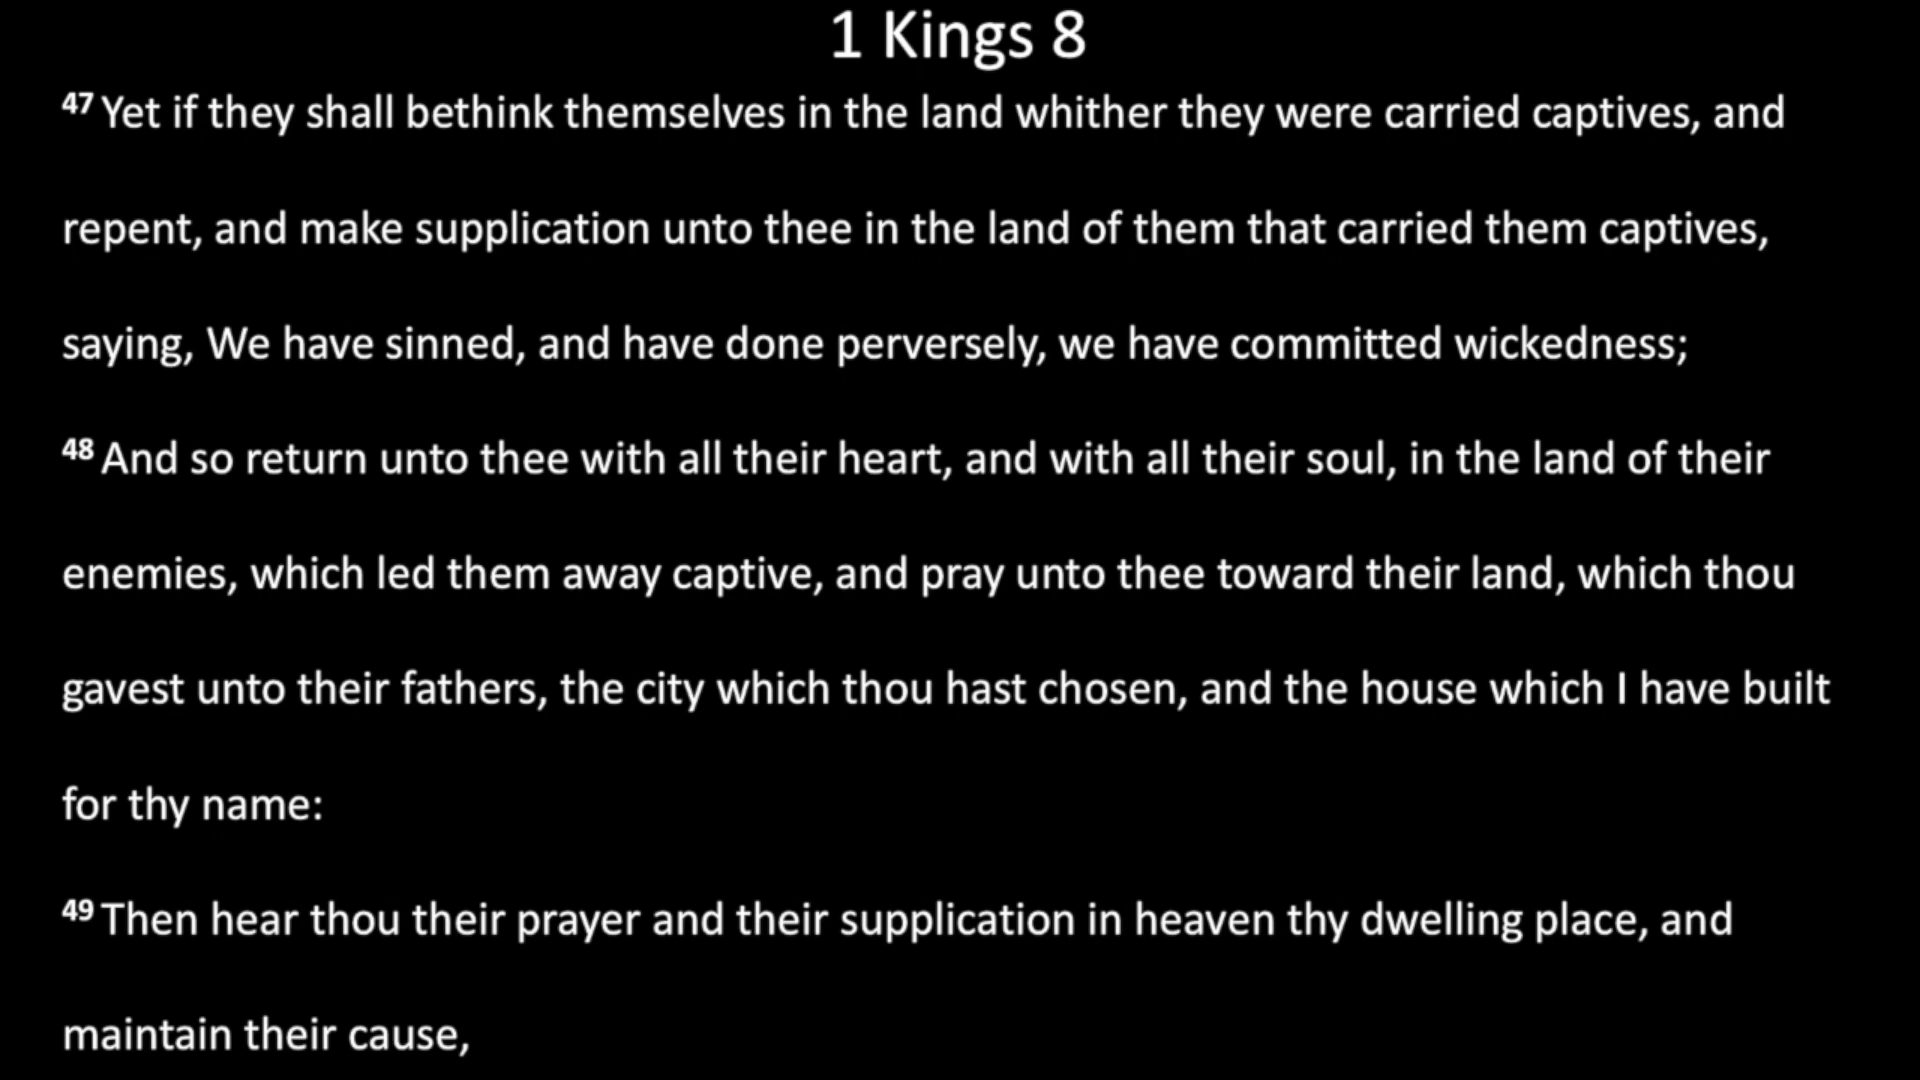 1 Kings 8
47 Yet if they shall bethink themselves in the land whither they were carried captives, and
repent, and make supplication unto thee in the land of them that carried them captives,
saying, We have sinned, and have done perversely, we have committed wickedness;
48 And so return unto thee with all their heart, and with all their soul, in the land of their
enemies, which led them away captive, and pray unto thee toward their land, which thou
gavest unto their fathers, the city which thou hast chosen, and the house which I have built
for thy name:
49 Then hear thou their prayer and their supplication in heaven thy dwelling place, and
maintain their cause,